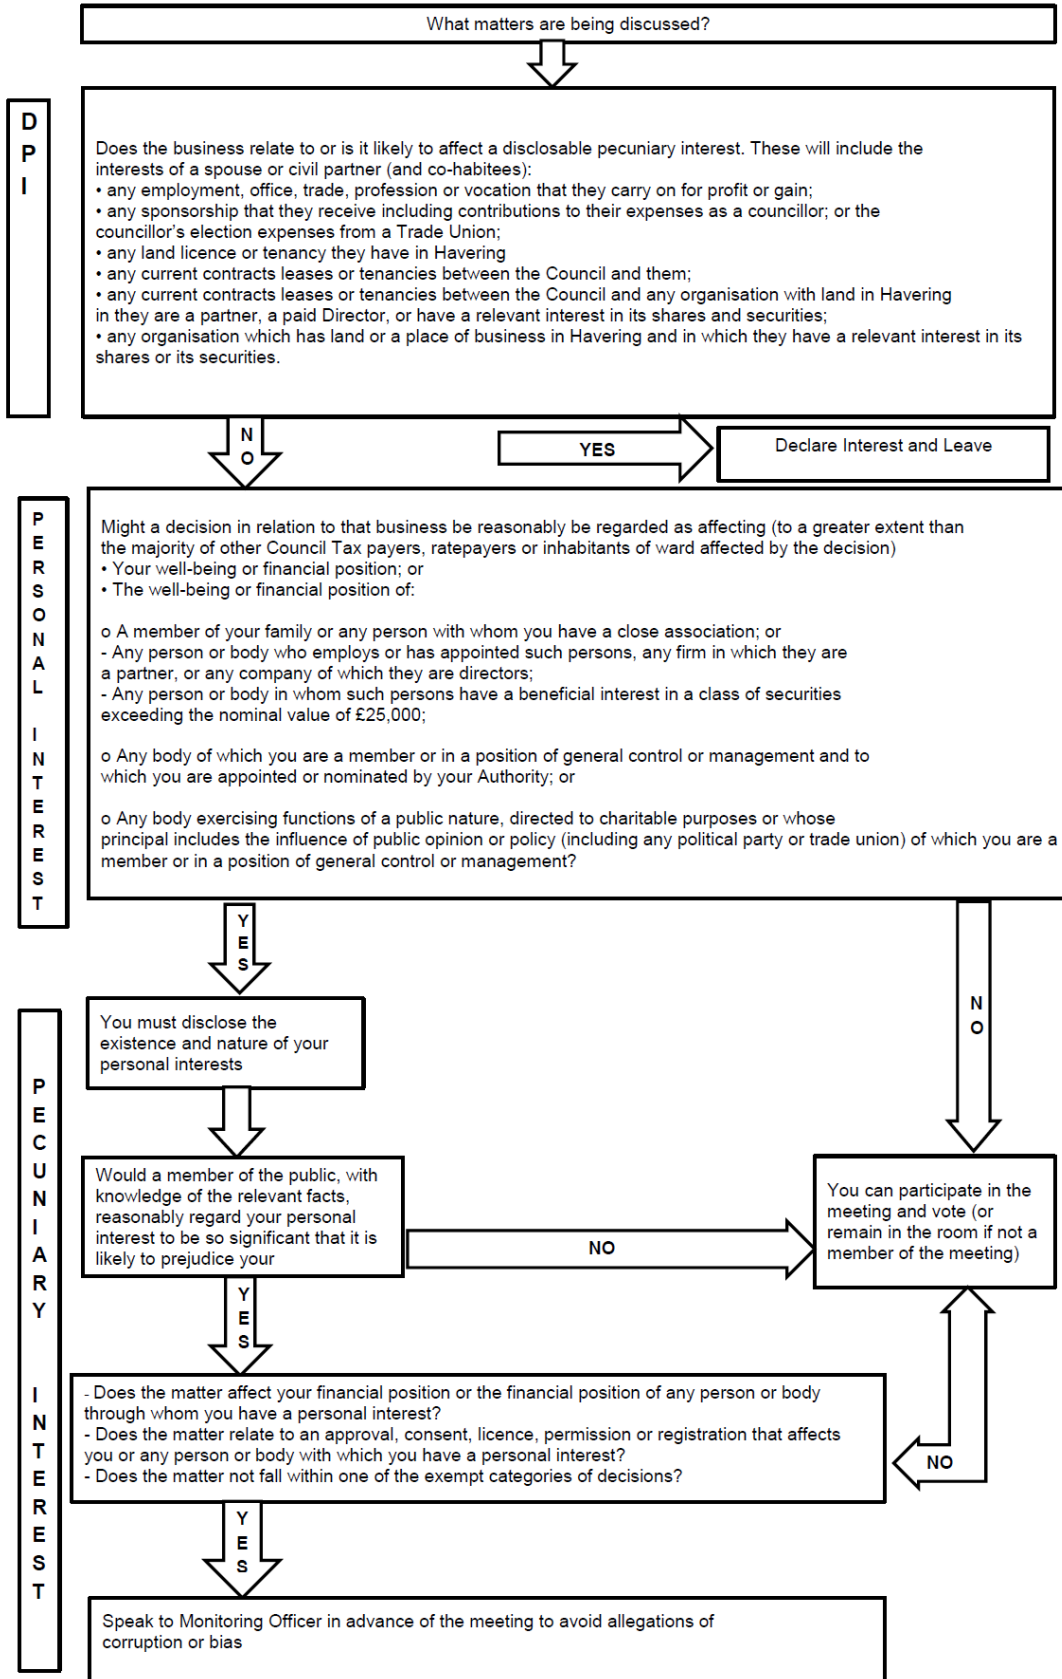 What matters are being discussed?
D
P
I
Does the business relate to or is it likely to affect a disclosable pecuniary interest. These will include the
interests of a spouse or civil partner (and co-habitees):
• any employment, office, trade, profession or vocation that they carry on for profit or gain;
• any sponsorship that they receive including contributions to their expenses as a councillor; or the
councillor's election expenses from a Trade Union;
• any land licence or tenancy they have in Havering
• any current contracts leases or tenancies between the Council and them;
• any current contracts leases or tenancies between the Council and any organisation with land in Havering
in they are a partner, a paid Director, or have a relevant interest in its shares and securities;
• any organisation which has land or a place of business in Havering and in which they have a relevant interest in its
shares or its securities.
N
O
YES
Declare Interest and Leave
P
E
R
S
O
N
A
L
I
N
T
E
R
E
S
T
Might a decision in relation to that business be reasonably be regarded as affecting (to a greater extent than
the majority of other Council Tax payers, ratepayers or inhabitants of ward affected by the decision)
• Your well-being or financial position; or
• The well-being or financial position of:
o A member of your family or any person with whom you have a close association; or
- Any person or body who employs or has appointed such persons, any firm in which they are
a partner, or any company of which they are directors;
- Any person or body in whom such persons have a beneficial interest in a class of securities
exceeding the nominal value of £25,000;
o Any body of which you are a member or in a position of general control or management and to
which you are appointed or nominated by your Authority; or
o Any body exercising functions of a public nature, directed to charitable purposes or whose
principal includes the influence of public opinion or policy (including any political party or trade union) of which you are a
member or in a position of general control or management?
Y
E
S
N
O
P
E
C
U
N
I
A
R
Y
I
N
T
E
R
E
S
T
You must disclose the
existence and nature of your
personal interests
Would a member of the public, with
knowledge of the relevant facts,
reasonably regard your personal
interest to be so significant that it is
likely to prejudice your
NO
You can participate in the
meeting and vote (or
remain in the room if not a
member of the meeting)
Y
E
S
- Does the matter affect your financial position or the financial position of any person or body
through whom you have a personal interest?
- Does the matter relate to an approval, consent, licence, permission or registration that affects
you or any person or body with which you have a personal interest?
- Does the matter not fall within one of the exempt categories of decisions?
NO
Y
E
S
Speak to Monitoring Officer in advance of the meeting to avoid allegations of
corruption or bias